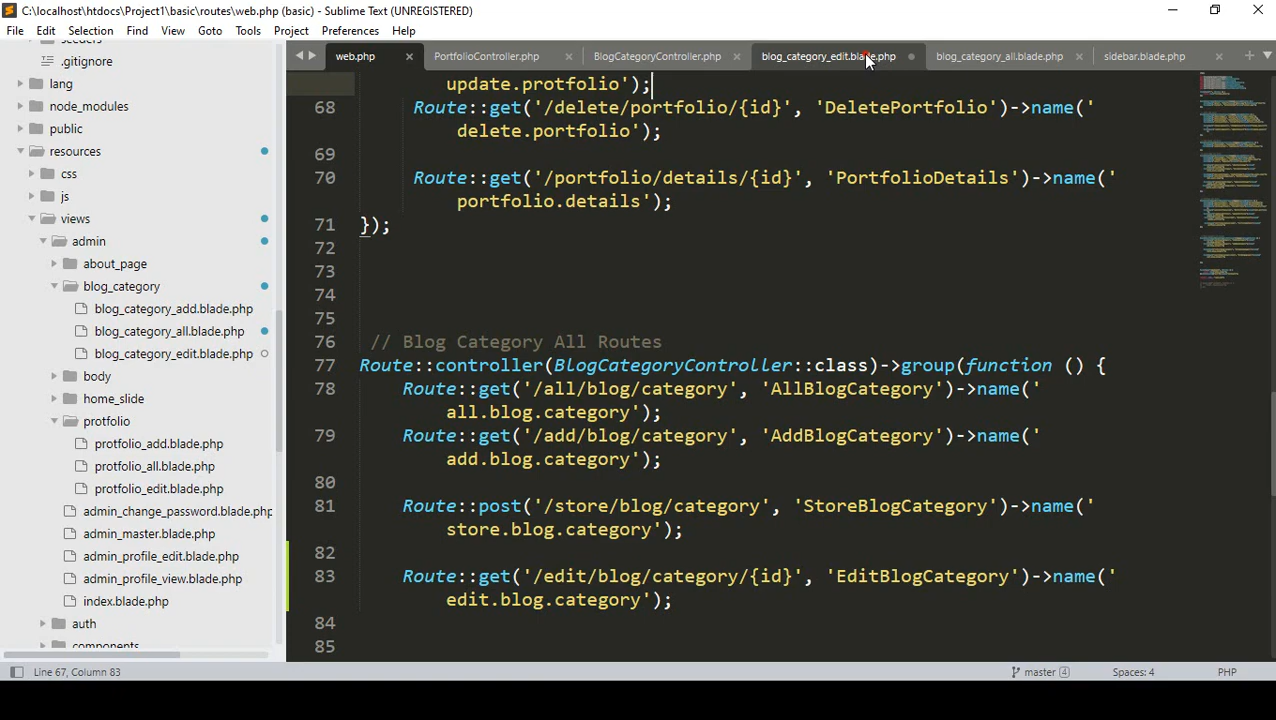 C:\localhost\htdocs\Project1\basic\routes\web.php (basic) - Sublime Text (UNREGISTERED)
File Edit Selection Find View Goto Tools Project Preferences Help
web.php PortfolioController.php BlogCategoryController.php blog_category_edit.blade.php blog_category_all.blade.php sidebar.blade.php
.gitignore
lang
node_modules
public
resources
css
js
views
admin
about_page
blog_category
blog_category_add.blade.php
blog_category_all.blade.php
blog_category_edit.blade.php
body
home_slide
protfolio
protfolio_add.blade.php
protfolio_all.blade.php
protfolio_edit.blade.php
admin_change_password.blade.php
admin_master.blade.php
admin_profile_edit.blade.php
admin_profile_view.blade.php
index.blade.php
auth
components
update.protfolio');
68 Route::get('/delete/portfolio/{id}', 'DeletePortfolio')->name('
delete.portfolio');
69
70 Route::get('/portfolio/details/{id}', 'PortfolioDetails')->name('
portfolio.details');
71 });
72
73
74
75
76 // Blog Category All Routes
77 Route::controller(BlogCategoryController::class)->group(function () {
78 Route::get('/all/blog/category', 'AllBlogCategory')->name('
all.blog.category');
79 Route::get('/add/blog/category', 'AddBlogCategory')->name('
add.blog.category');
80
81 Route::post('/store/blog/category', 'StoreBlogCategory')->name('
store.blog.category');
82
83 Route::get('/edit/blog/category/{id}', 'EditBlogCategory')->name('
edit.blog.category');
84
85
Line 67, Column 83 master 4 Spaces: 4 PHP